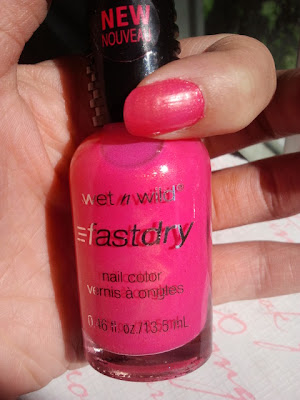 NEW
NOUVEAU
wet n wild®
fastdry
nail color
vernis à ongles
0.46 fl. oz./13.5 mL